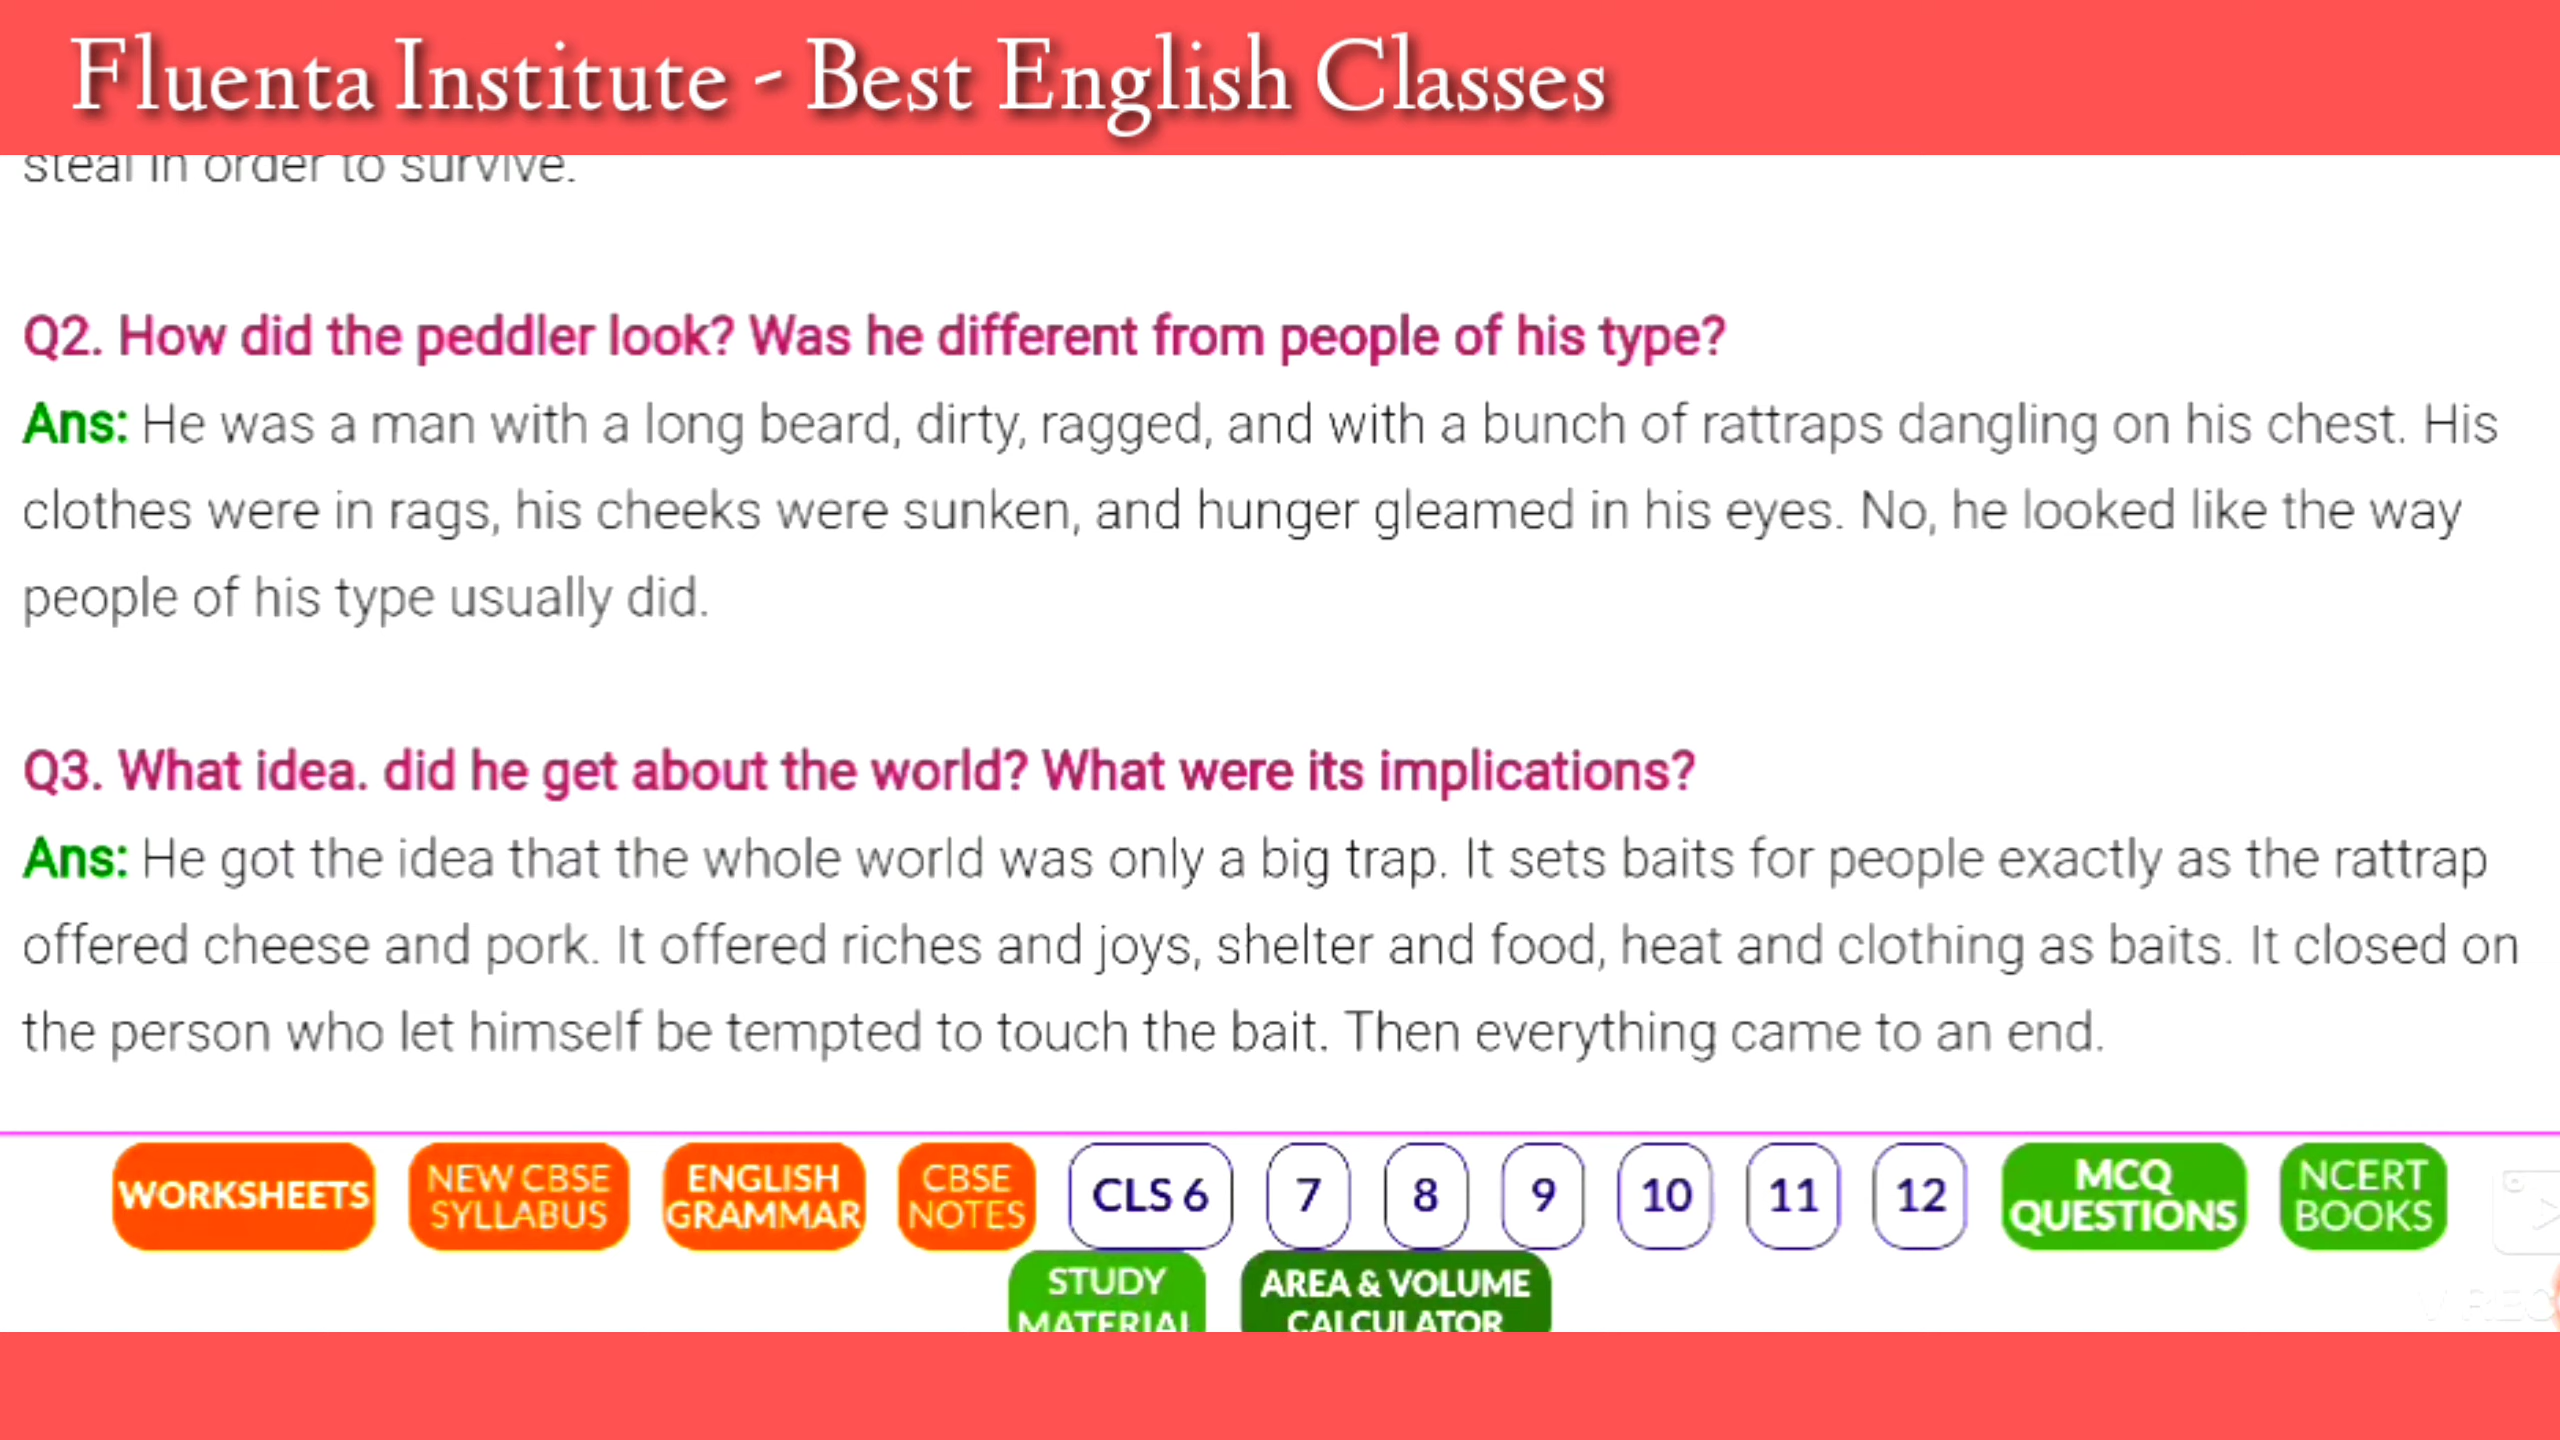 Fluenta Institute - Best English Classes
steal in order to survive.
Q2. How did the peddler look? Was he different from people of his type?
Ans: He was a man with a long beard, dirty, ragged, and with a bunch of rattraps dangling on his chest. His
clothes were in rags, his cheeks were sunken, and hunger gleamed in his eyes. No, he looked like the way
people of his type usually did.
Q3. What idea. did he get about the world? What were its implications?
Ans: He got the idea that the whole world was only a big trap. It sets baits for people exactly as the rattrap
offered cheese and pork. It offered riches and joys, shelter and food, heat and clothing as baits. It closed on
the person who let himself be tempted to touch the bait. Then everything came to an end.
WORKSHEETS
NEW CBSE
SYLLABUS
ENGLISH
GRAMMAR
CBSE
NOTES
CLS 6
7
8
9
10
11
12
MCQ
QUESTIONS
NCERT
BOOKS
STUDY
MATERIAL
AREA & VOLUME
CALCULATOR